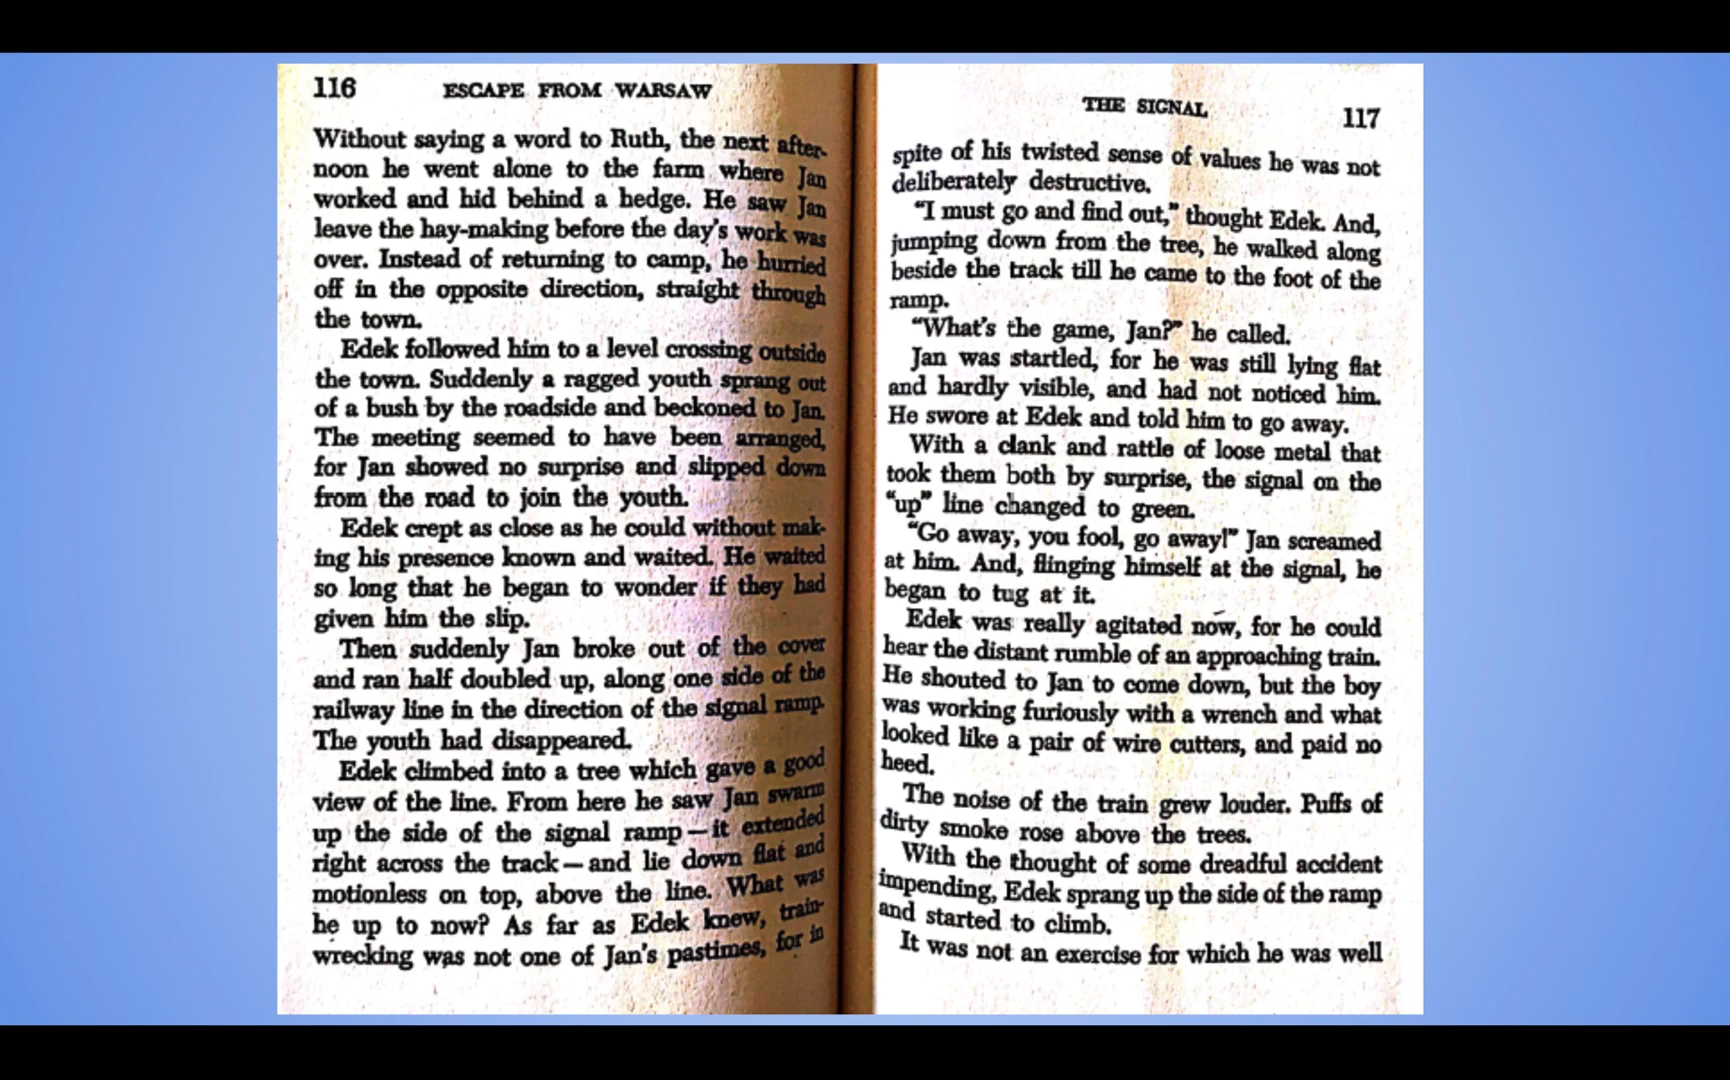 116 ESCAPE FROM WARSAW
Without saying a word to Ruth, the next after-
noon he went alone to the farm where Jan
worked and hid behind a hedge. He saw Jan
leave the hay-making before the day's work was
over. Instead of returning to camp, he hurried
off in the opposite direction, straight through
the town.
Edek followed him to a level crossing outside
the town. Suddenly a ragged youth sprang out
of a bush by the roadside and beckoned to Jan.
The meeting seemed to have been arranged,
for Jan showed no surprise and slipped down
from the road to join the youth.
Edek crept as close as he could without mak-
ing his presence known and waited. He waited
so long that he began to wonder if they had
given him the slip.
Then suddenly Jan broke out of the cover
and ran half doubled up, along one side of the
railway line in the direction of the signal ramp.
The youth had disappeared.
Edek climbed into a tree which gave a good
view of the line. From here he saw Jan swarm
up the side of the signal ramp—it extended
right across the track—and lie down flat and
motionless on top, above the line. What was
he up to now? As far as Edek knew, train-
wrecking was not one of Jan's pastimes, for in
THE SIGNAL 117
spite of his twisted sense of values he was not
deliberately destructive.
"I must go and find out," thought Edek. And,
jumping down from the tree, he walked along
beside the track till he came to the foot of the
ramp.
"What's the game, Jan?" he called.
Jan was startled, for he was still lying flat
and hardly visible, and had not noticed him.
He swore at Edek and told him to go away.
With a clank and rattle of loose metal that
took them both by surprise, the signal on the
"up" line changed to green.
"Go away, you fool, go away!" Jan screamed
at him. And, flinging himself at the signal, he
began to tug at it.
Edek was really agitated now, for he could
hear the distant rumble of an approaching train.
He shouted to Jan to come down, but the boy
was working furiously with a wrench and what
looked like a pair of wire cutters, and paid no
heed.
The noise of the train grew louder. Puffs of
dirty smoke rose above the trees.
With the thought of some dreadful accident
impending, Edek sprang up the side of the ramp
and started to climb.
It was not an exercise for which he was well